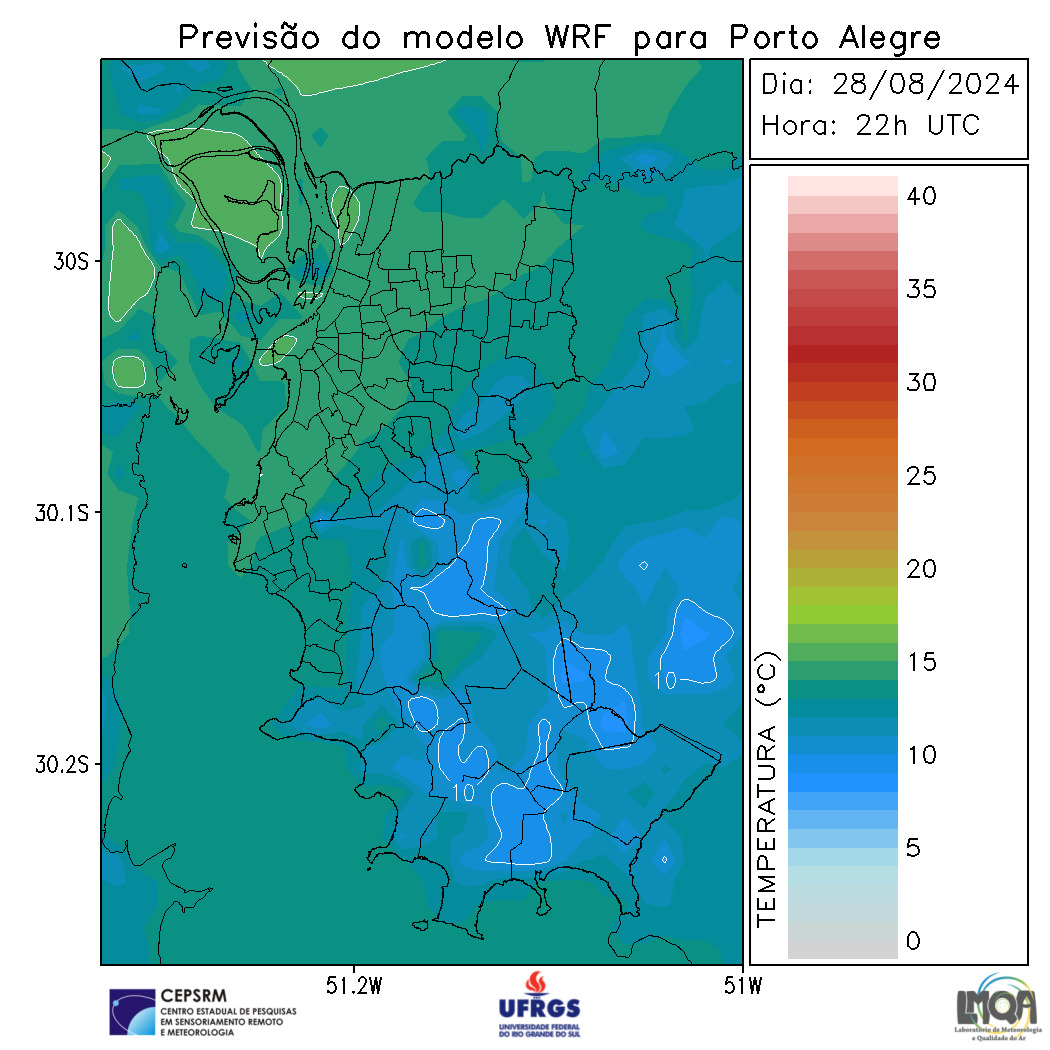 Previsão do modelo WRF para Porto Alegre
Dia: 28/08/2024
Hora: 22h UTC
30S
30.1S
30.2S
51.2W
51W
10
10
40
35
30
25
20
15
10
5
0
TEMPERATURA (°C)
CEPSRM
CENTRO ESTADUAL DE PESQUISAS
EM SENSORIAMENTO REMOTO
E METEOROLOGIA
UFRGS
UNIVERSIDADE FEDERAL
DO RIO GRANDE DO SUL
LMQA
Laboratório de Meteorologia
e Qualidade do Ar